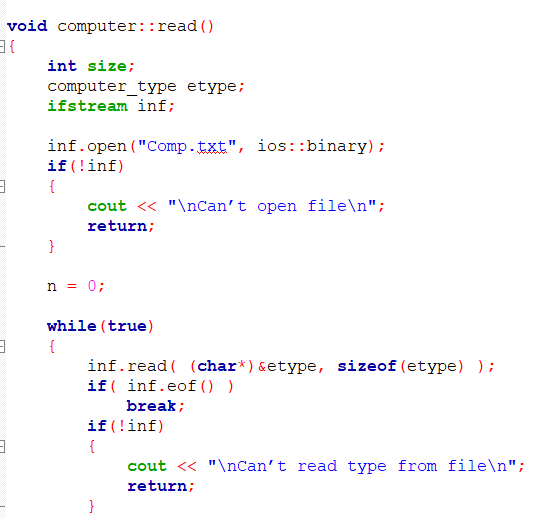 void computer::read()
{
    int size;
    computer_type etype;
    ifstream inf;

    inf.open("Comp.txt", ios::binary);
    if(!inf)
    {
        cout << "\nCan’t open file\n";
        return;
    }

    n = 0;

    while(true)
    {
        inf.read( (char*)&etype, sizeof(etype) );
        if( inf.eof() )
            break;
        if(!inf)
        {
            cout << "\nCan’t read type from file\n";
            return;
        }